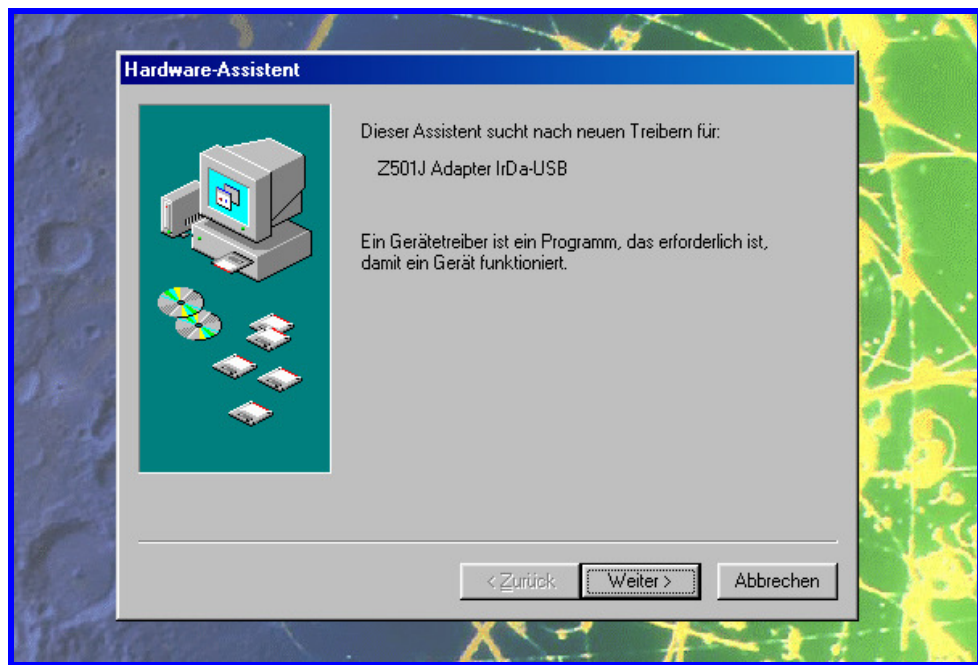 Hardware-Assistent
Dieser Assistent sucht nach neuen Treibern für:
Z501J Adapter IrDa-USB
Ein Gerätetreiber ist ein Programm, das erforderlich ist,
damit ein Gerät funktioniert.
< Zurück
Weiter >
Abbrechen